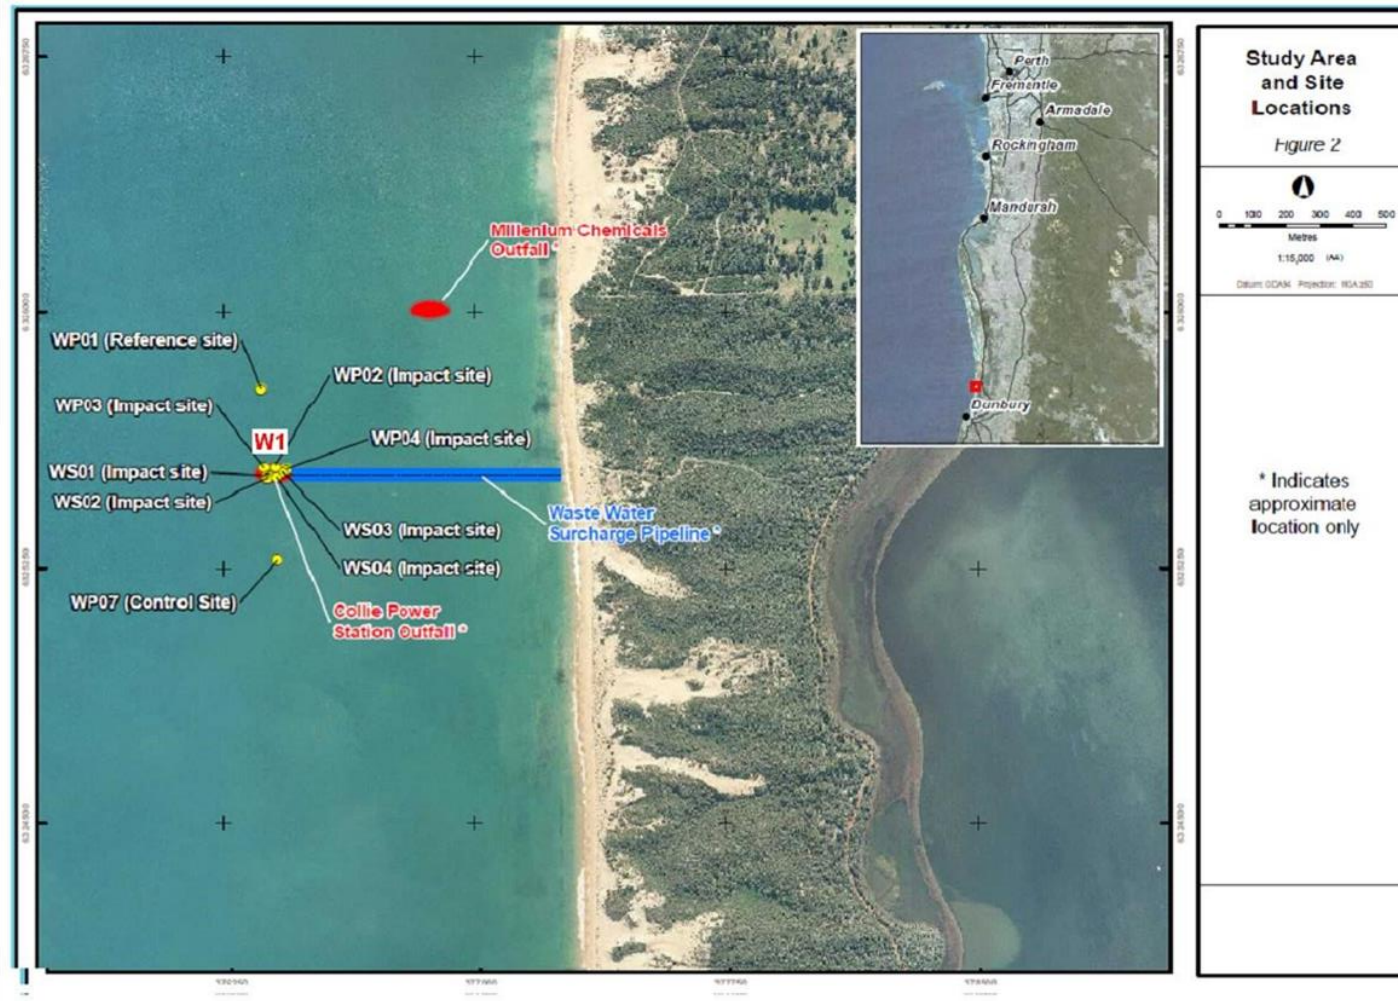 Study Area
and Site
Locations
Figure 2
0 100 200 300 400 500
Metres
1:15,000 (A4)
* Indicates
approximate
location only
Perth
Fremantle
Armadale
Rockingham
Mandurah
Bunbury
Millenium Chemicals
Outfall *
WP01 (Reference site)
WP02 (Impact site)
WP03 (Impact site)
W1
WP04 (Impact site)
WS01 (Impact site)
WS02 (Impact site)
Waste Water
Surcharge Pipeline *
WS03 (Impact site)
WS04 (Impact site)
WP07 (Control Site)
Collie Power
Station Outfall *